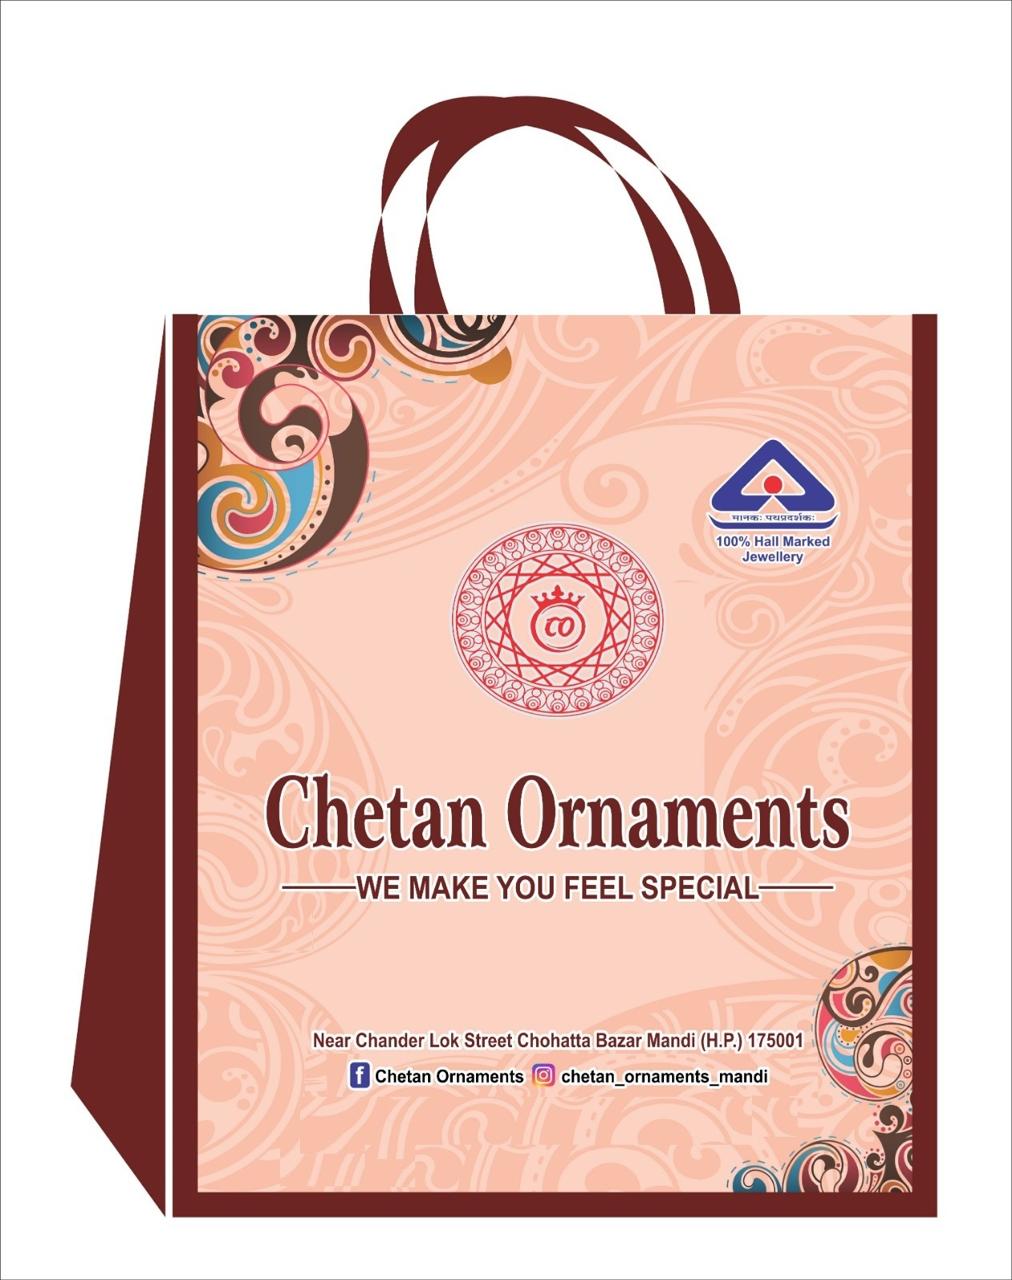 मानक: पथप्रदर्शक:
100% Hall Marked
Jewellery
CO
Chetan Ornaments
WE MAKE YOU FEEL SPECIAL
Near Chander Lok Street Chohatta Bazar Mandi (H.P.) 175001
f Chetan Ornaments chetan_ornaments_mandi